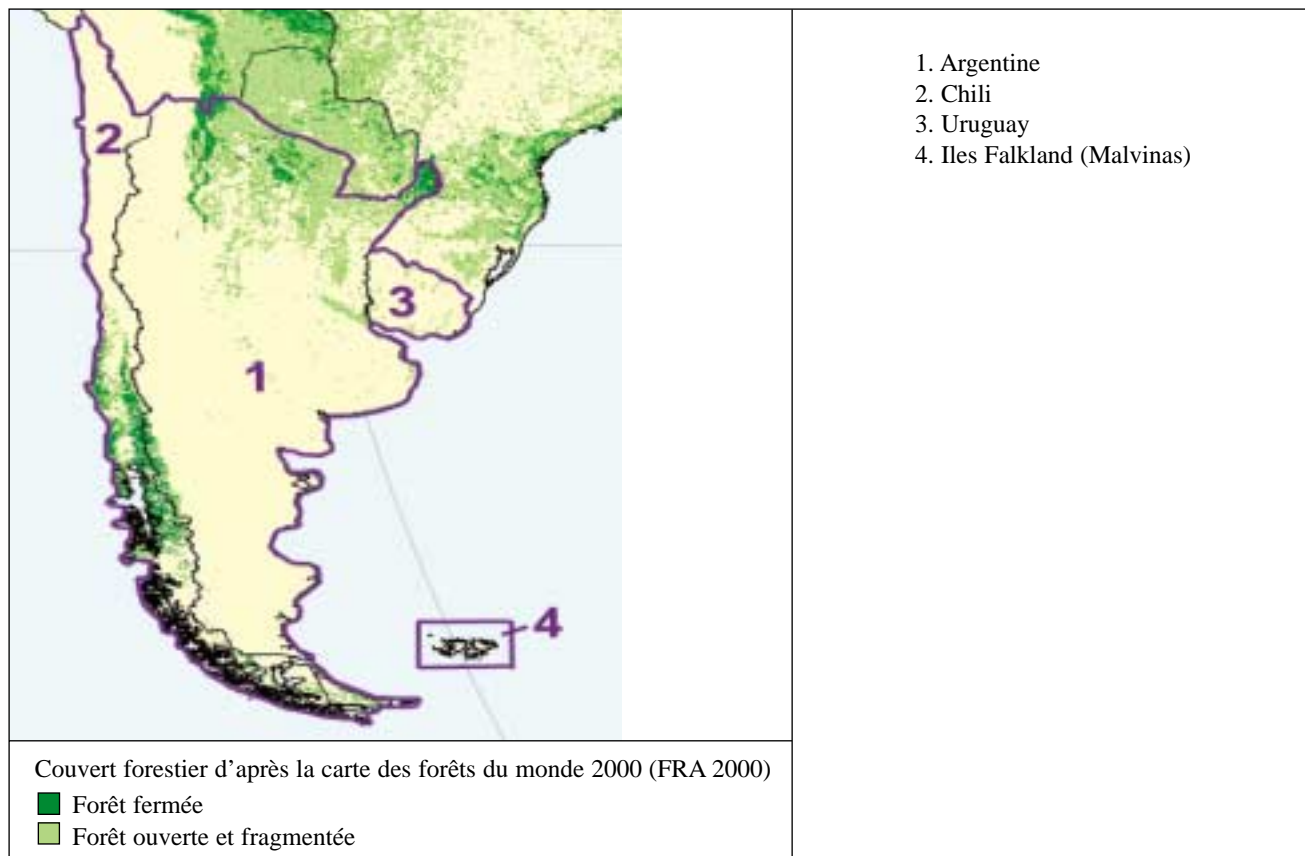 2
1
3
4
1. Argentine
2. Chili
3. Uruguay
4. Iles Falkland (Malvinas)
Couvert forestier d'après la carte des forêts du monde 2000 (FRA 2000)
Forêt fermée
Forêt ouverte et fragmentée